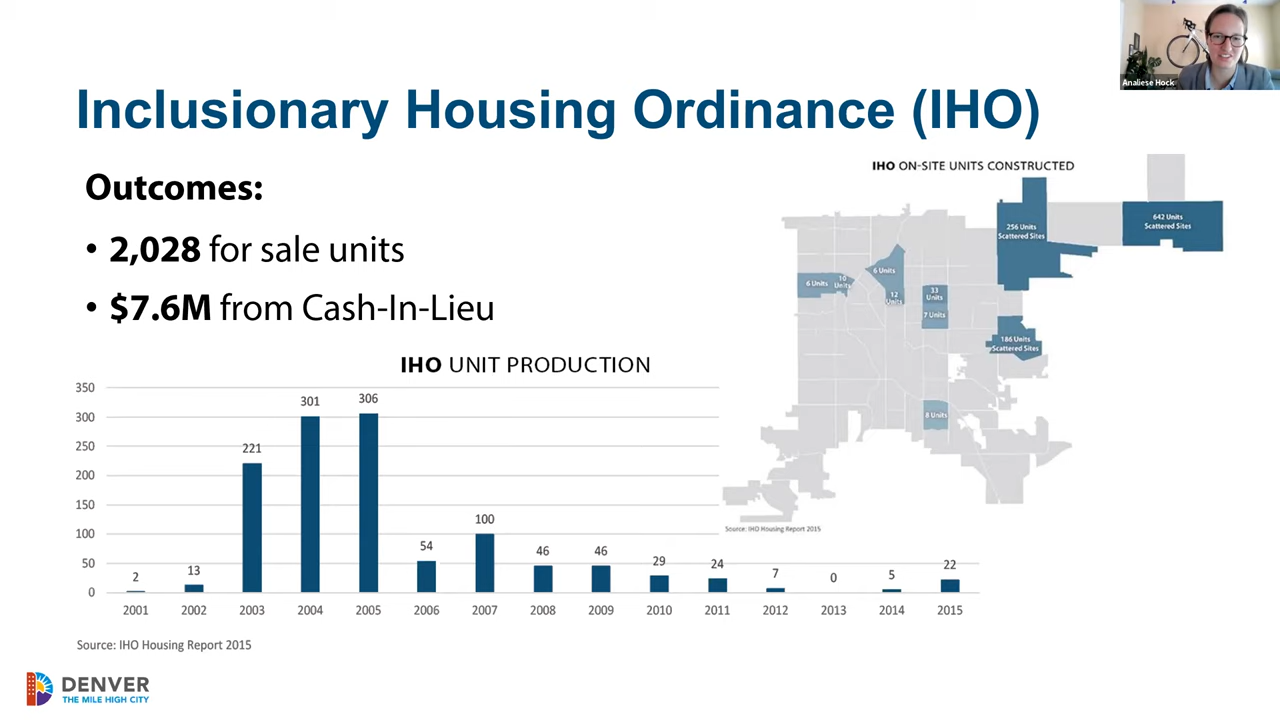 Analiese Hock
Inclusionary Housing Ordinance (IHO)
Outcomes:
• 2,028 for sale units
• $7.6M from Cash-In-Lieu
IHO ON-SITE UNITS CONSTRUCTED
642 Units
Scattered Sites
256 Units
Scattered Sites
6 Units
6 Units
10
Units
12
Units
33
Units
7 Units
186 Units
Scattered Sites
8 Units
Source: IHO Housing Report 2015
IHO UNIT PRODUCTION
350
300
250
200
150
100
50
0
2
13
221
301
306
54
100
46
46
29
24
7
0
5
22
2001
2002
2003
2004
2005
2006
2007
2008
2009
2010
2011
2012
2013
2014
2015
Source: IHO Housing Report 2015
DENVER
THE MILE HIGH CITY